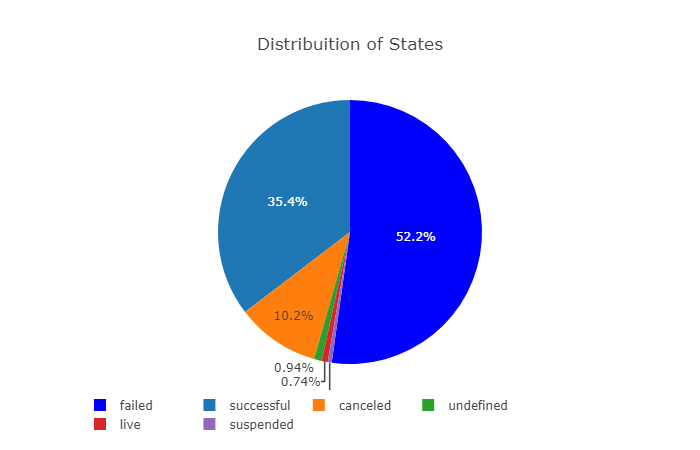 Distribuition of States
35.4%
52.2%
10.2%
0.94%
0.74%
failed
successful
canceled
undefined
live
suspended